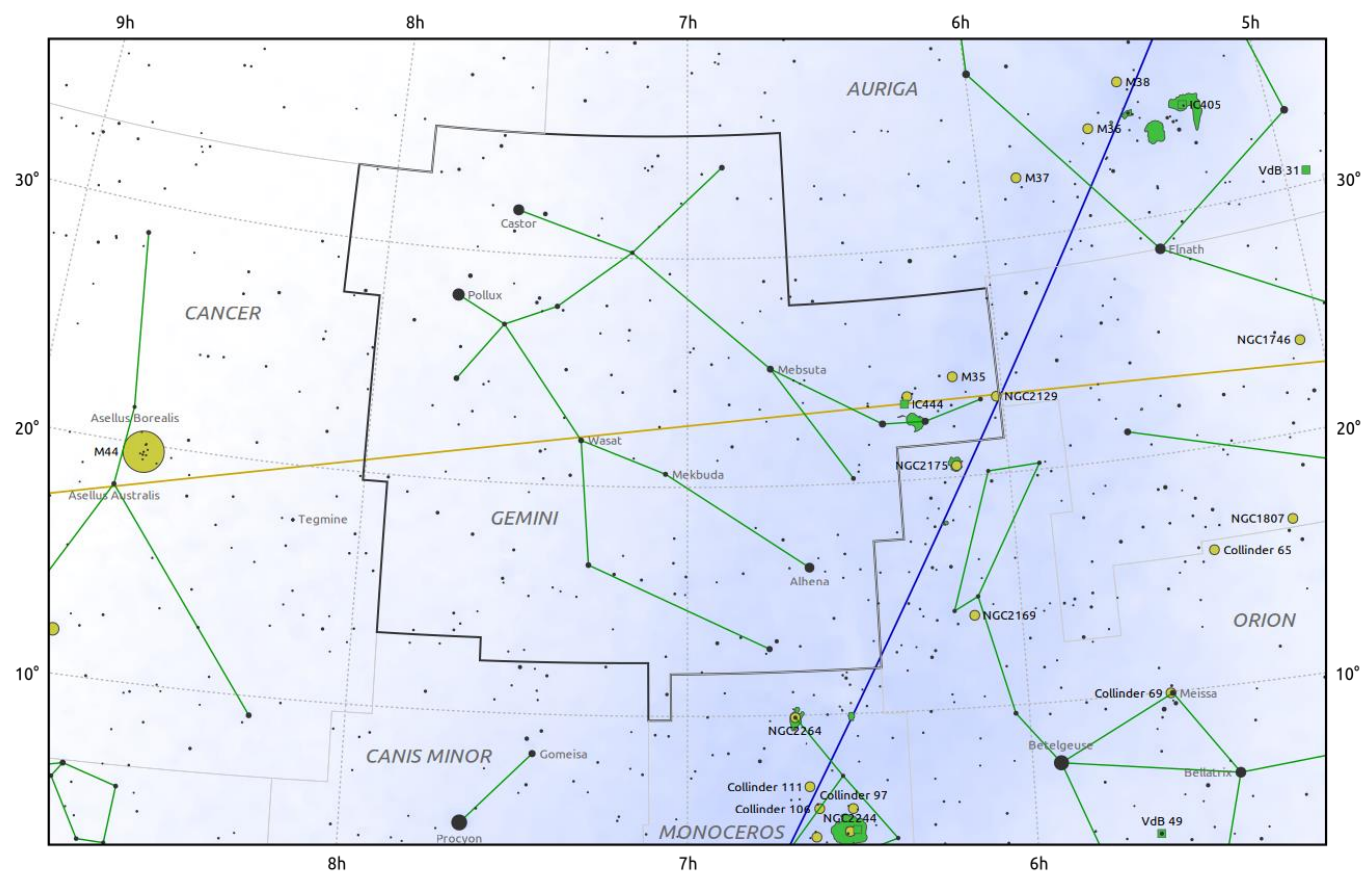 9h 8h 7h 6h 5h
AURIGA
M38
IC405
M36
M37
VdB 31
30°
30°
Castor
Elnath
Pollux
CANCER
NGC1746
Mebsuta
M35
IC444
NGC2129
Asellus Borealis
20°
20°
Wasat
M44
NGC2175
Mekbuda
Asellus Australis
Tegmine
GEMINI
NGC1807
Collinder 65
Alhena
NGC2169
ORION
10°
10°
Collinder 69
Meissa
NGC2264
Betelgeuse
CANIS MINOR
Gomeisa
Bellatrix
Collinder 111
Collinder 97
Collinder 106
NGC2244
VdB 49
MONOCEROS
Procyon
8h 7h 6h